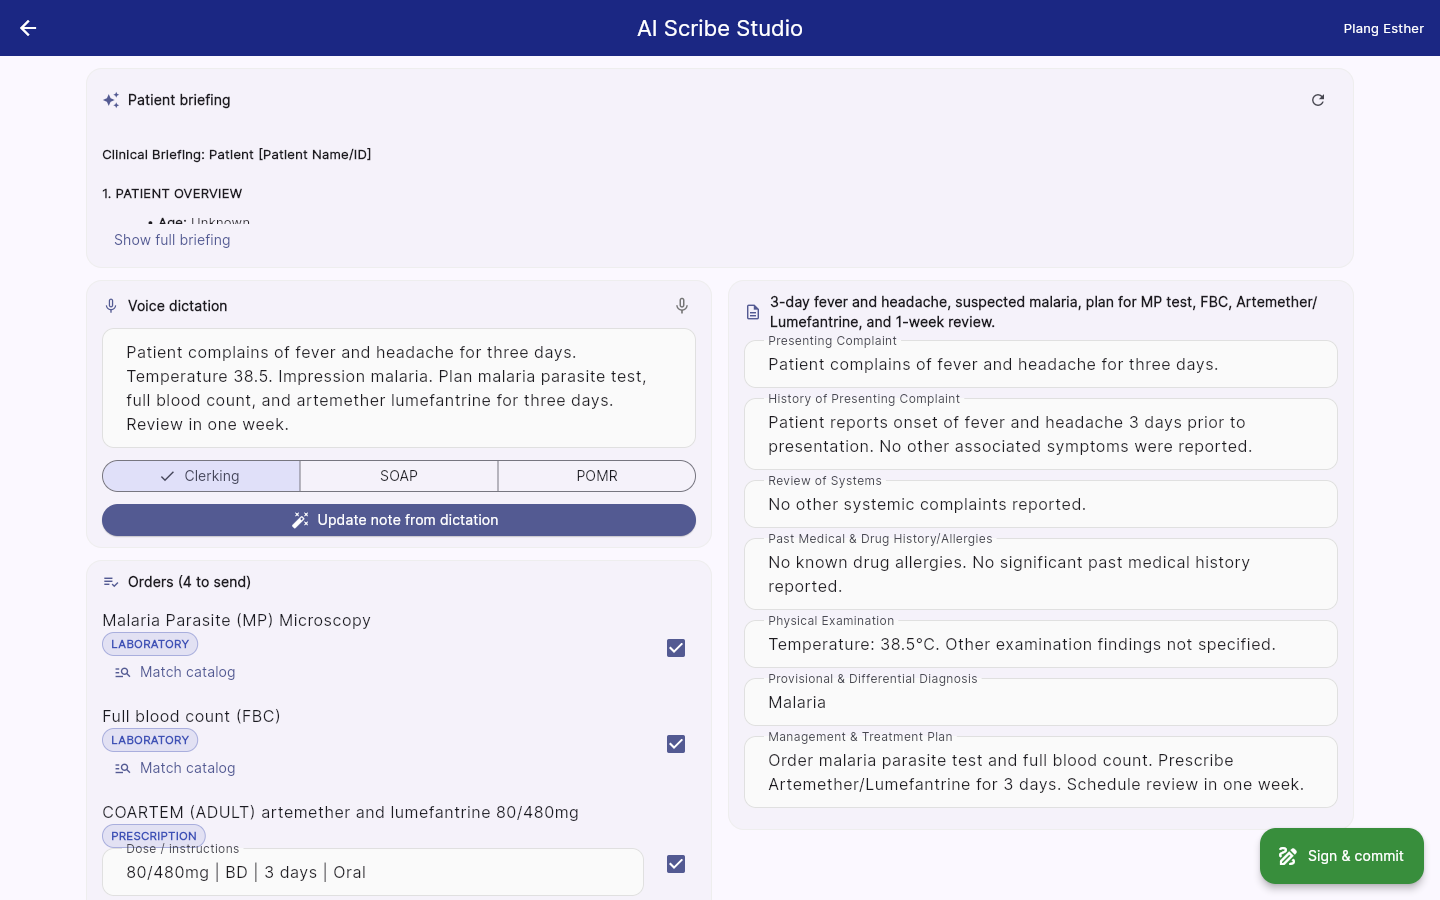 AI Scribe Studio
Plang Esther
Patient briefing
Clinical Briefing: Patient [Patient Name/ID]
1. PATIENT OVERVIEW
• Age: Unknown
Show full briefing
Voice dictation
Patient complains of fever and headache for three days.
Temperature 38.5. Impression malaria. Plan malaria parasite test,
full blood count, and artemether lumefantrine for three days.
Review in one week.
Clerking
SOAP
POMR
Update note from dictation
Orders (4 to send)
Malaria Parasite (MP) Microscopy
LABORATORY
Match catalog
Full blood count (FBC)
LABORATORY
Match catalog
COARTEM (ADULT) artemether and lumefantrine 80/480mg
PRESCRIPTION
Dose / instructions
80/480mg | BD | 3 days | Oral
3-day fever and headache, suspected malaria, plan for MP test, FBC, Artemether/
Lumefantrine, and 1-week review.
Presenting Complaint
Patient complains of fever and headache for three days.
History of Presenting Complaint
Patient reports onset of fever and headache 3 days prior to
presentation. No other associated symptoms were reported.
Review of Systems
No other systemic complaints reported.
Past Medical & Drug History/Allergies
No known drug allergies. No significant past medical history
reported.
Physical Examination
Temperature: 38.5°C. Other examination findings not specified.
Provisional & Differential Diagnosis
Malaria
Management & Treatment Plan
Order malaria parasite test and full blood count. Prescribe
Artemether/Lumefantrine for 3 days. Schedule review in one week.
Sign & commit